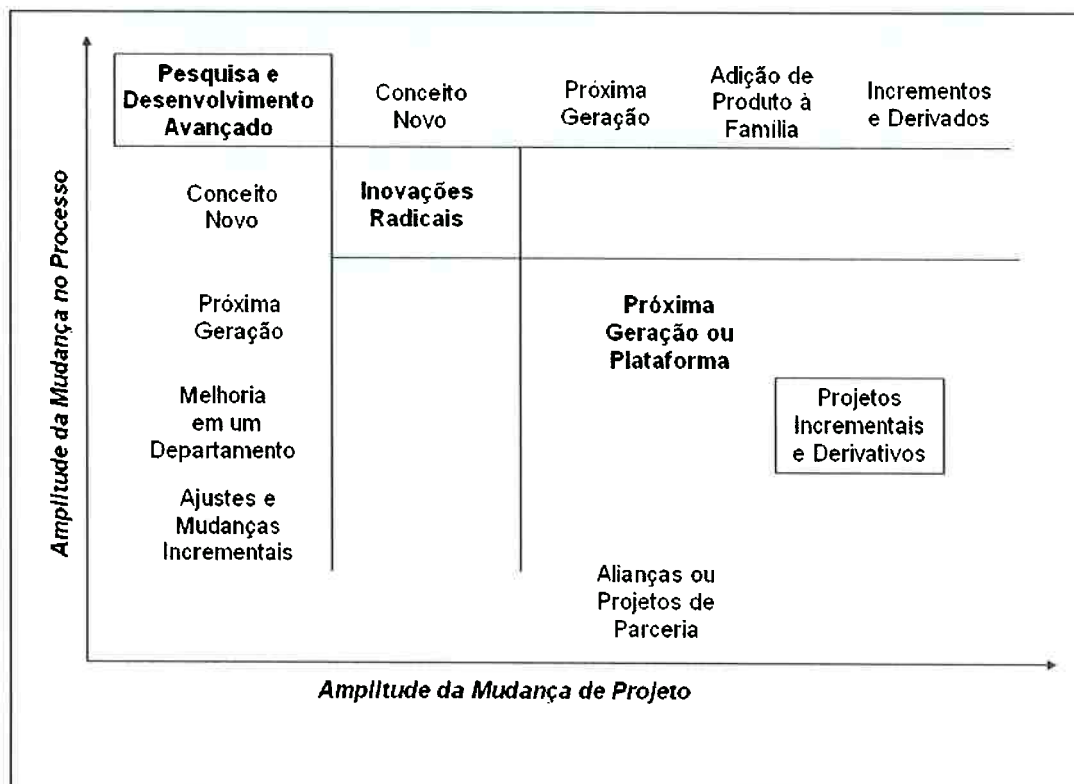 Pesquisa e
Desenvolvimento
Avançado
Conceito
Novo
Próxima
Geração
Adição de
Produto à
Família
Incrementos
e Derivados
Conceito
Novo
Inovações
Radicais
Próxima
Geração
Próxima
Geração ou
Plataforma
Melhoria
em um
Departamento
Projetos
Incrementais
e Derivativos
Ajustes e
Mudanças
Incrementais
Alianças ou
Projetos de
Parceria
Amplitude da Mudança no Processo
Amplitude da Mudança de Projeto